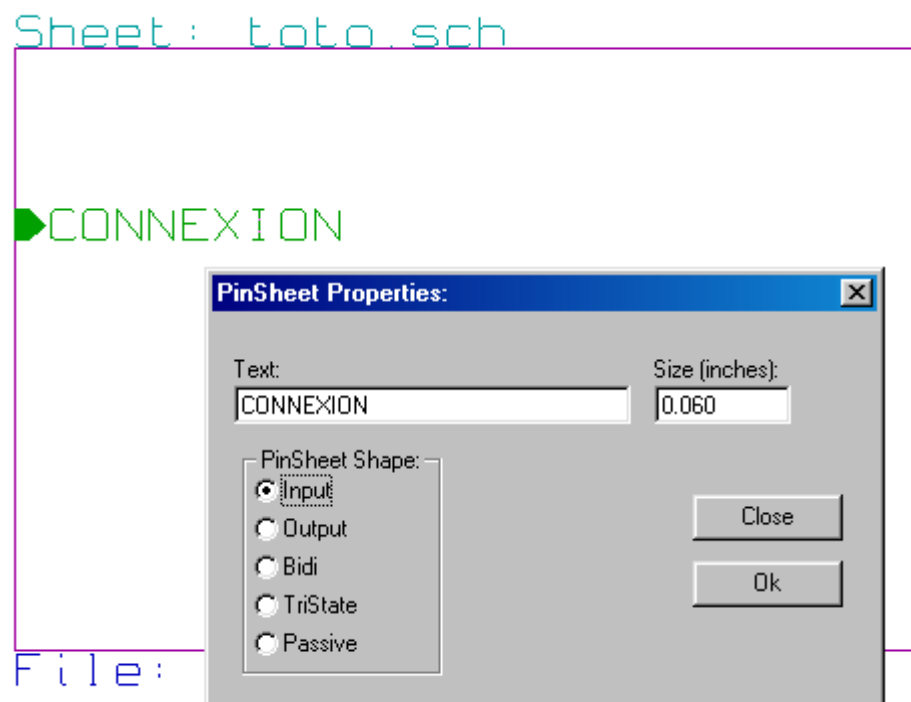 Sheet: toto.sch
CONNEXION
PinSheet Properties:
Text:
Size (inches):
CONNEXION
0.060
PinSheet Shape:
Input
Output
Bidi
TriState
Passive
Close
Ok
File: